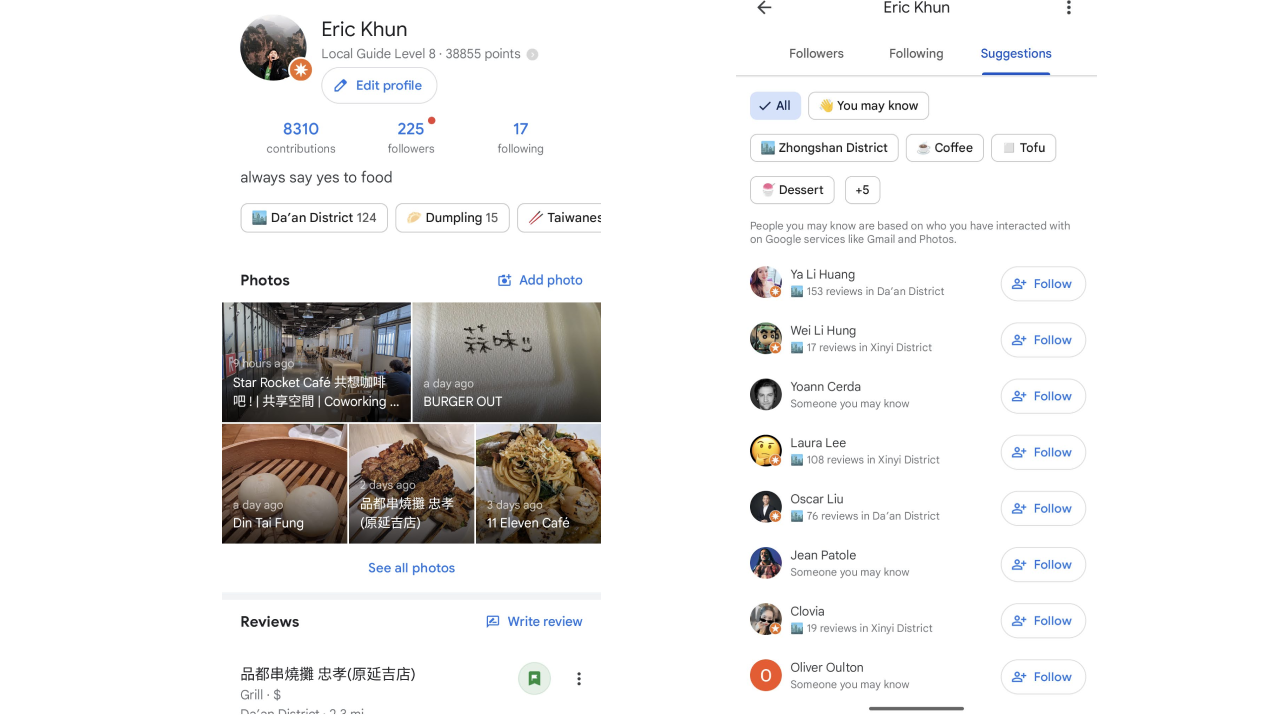 Eric Khun
Local Guide Level 8 · 38855 points
Edit profile
8310
contributions
225
followers
17
following
always say yes to food
Da’an District 124
Dumpling 15
Taiwanes
Photos
Add photo
9 hours ago
Star Rocket Café 共想咖啡
吧 ! | 共享空間 | Coworking ...
蒜味
a day ago
BURGER OUT
a day ago
Din Tai Fung
2 days ago
品都串燒攤 忠孝
(原延吉店)
3 days ago
11 Eleven Café
See all photos
Reviews
Write review
品都串燒攤 忠孝(原延吉店)
Grill · $
Da’an District · 2.3 mi
Eric Khun
Followers
Following
Suggestions
All
You may know
Zhongshan District
Coffee
Tofu
Dessert
+5
People you may know are based on who you have interacted with
on Google services like Gmail and Photos.
Ya Li Huang
153 reviews in Da’an District
Follow
Wei Li Hung
17 reviews in Xinyi District
Follow
Yoann Cerda
Someone you may know
Follow
Laura Lee
108 reviews in Xinyi District
Follow
Oscar Liu
76 reviews in Da’an District
Follow
Jean Patole
Someone you may know
Follow
Clovia
19 reviews in Xinyi District
Follow
O
Oliver Oulton
Someone you may know
Follow